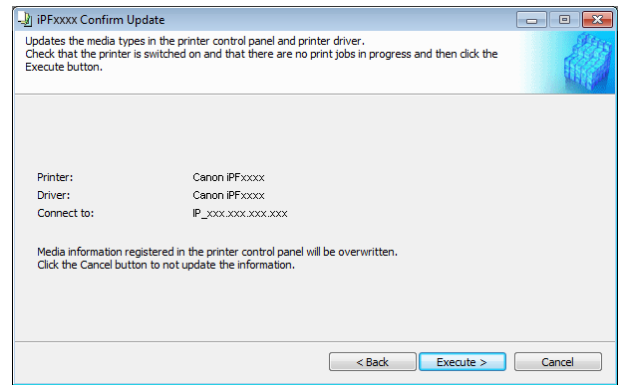 iPFxxxx Confirm Update
Updates the media types in the printer control panel and printer driver.
Check that the printer is switched on and that there are no print jobs in progress and then click the
Execute button.
Printer: Canon iPFxxxx
Driver: Canon iPFxxxx
Connect to: IP_xxx.xxx.xxx.xxx
Media information registered in the printer control panel will be overwritten.
Click the Cancel button to not update the information.
< Back Execute > Cancel